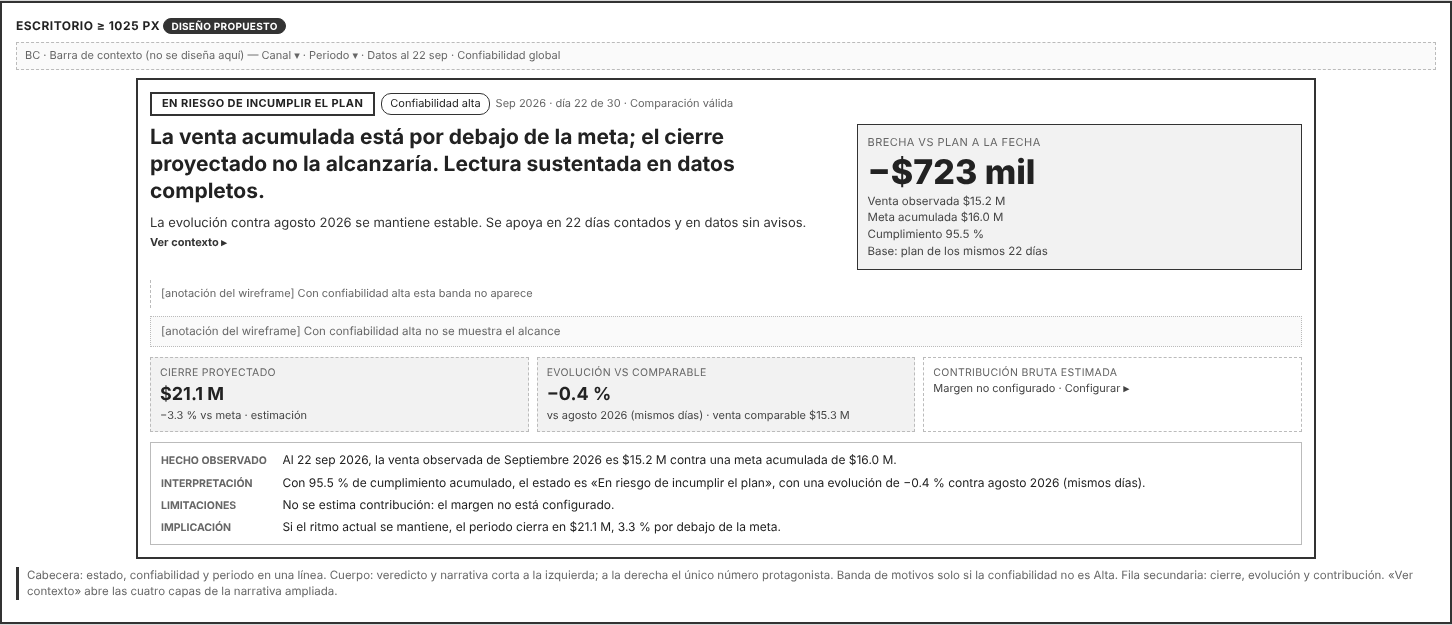 ESCRITORIO ≥ 1025 PX DISEÑO PROPUESTO
BC · Barra de contexto (no se diseña aquí) — Canal ▾ · Periodo ▾ · Datos al 22 sep · Confiabilidad global
EN RIESGO DE INCUMPLIR EL PLAN Confiabilidad alta Sep 2026 · día 22 de 30 · Comparación válida
La venta acumulada está por debajo de la meta; el cierre
proyectado no la alcanzaría. Lectura sustentada en datos
completos.
La evolución contra agosto 2026 se mantiene estable. Se apoya en 22 días contados y en datos sin avisos.
Ver contexto ▸
BRECHA VS PLAN A LA FECHA
−$723 mil
Venta observada $15.2 M
Meta acumulada $16.0 M
Cumplimiento 95.5 %
Base: plan de los mismos 22 días
[anotación del wireframe] Con confiabilidad alta esta banda no aparece
[anotación del wireframe] Con confiabilidad alta no se muestra el alcance
CIERRE PROYECTADO
$21.1 M
−3.3 % vs meta · estimación
EVOLUCIÓN VS COMPARABLE
−0.4 %
vs agosto 2026 (mismos días) · venta comparable $15.3 M
CONTRIBUCIÓN BRUTA ESTIMADA
Margen no configurado · Configurar ▸
HECHO OBSERVADO Al 22 sep 2026, la venta observada de Septiembre 2026 es $15.2 M contra una meta acumulada de $16.0 M.
INTERPRETACIÓN Con 95.5 % de cumplimiento acumulado, el estado es «En riesgo de incumplir el plan», con una evolución de −0.4 % contra agosto 2026 (mismos días).
LIMITACIONES No se estima contribución: el margen no está configurado.
IMPLICACIÓN Si el ritmo actual se mantiene, el periodo cierra en $21.1 M, 3.3 % por debajo de la meta.
Cabecera: estado, confiabilidad y periodo en una línea. Cuerpo: veredicto y narrativa corta a la izquierda; a la derecha el único número protagonista. Banda de motivos solo si la confiabilidad no es Alta. Fila secundaria: cierre, evolución y contribución. «Ver
contexto» abre las cuatro capas de la narrativa ampliada.